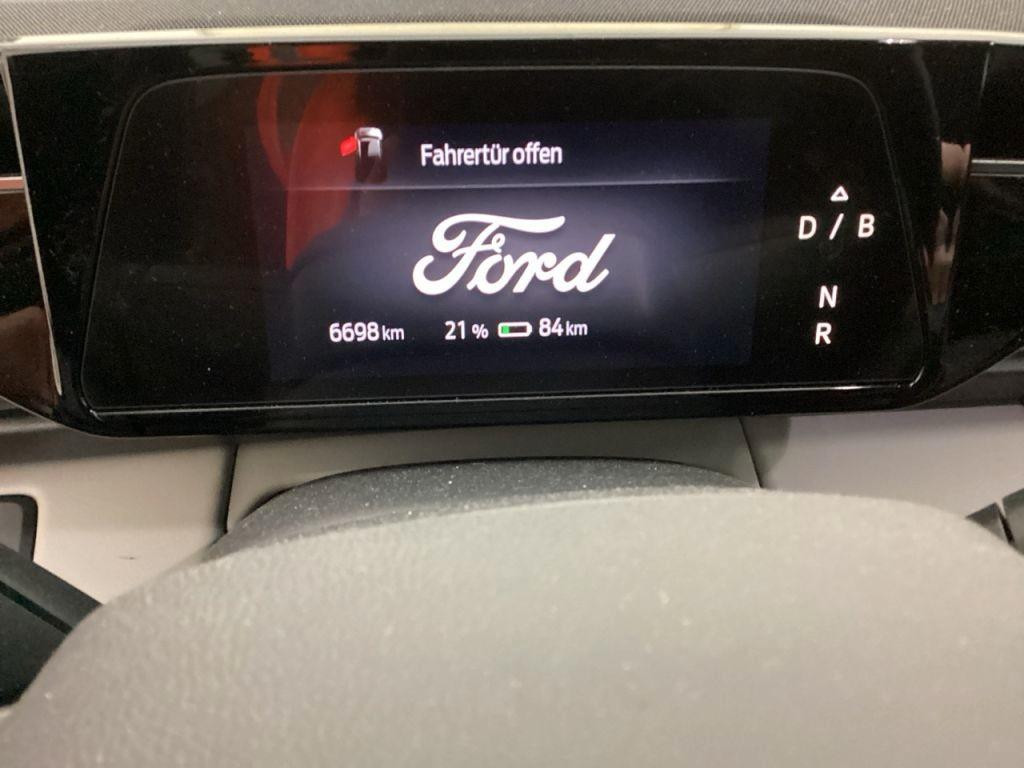 Fahrertür offen
Ford
6698 km 21 % 84 km
D / B
N
R